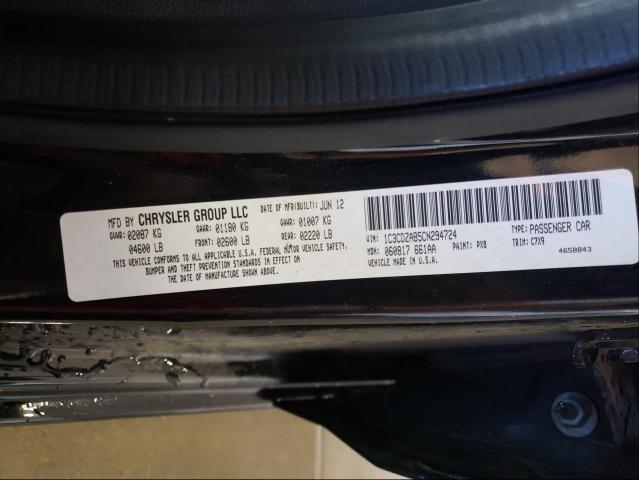 MFD BY CHRYSLER GROUP LLC DATE OF MFR(BUILT): JUN 12
GVWR: 02087 KG GAWR: 01180 KG GAWR: 01007 KG
04600 LB FRONT: 02600 LB REAR: 02220 LB
THIS VEHICLE CONFORMS TO ALL APPLICABLE U.S.A. FEDERAL MOTOR VEHICLE SAFETY,
BUMPER AND THEFT PREVENTION STANDARDS IN EFFECT ON
THE DATE OF MANUFACTURE SHOWN ABOVE.
VIN: 1C3CDZAB5CN294724 TYPE: PASSENGER CAR
MDH: 060817 661AA PAINT: PX8 TRIM: C7X9
VEHICLE MADE IN U.S.A. 4658843